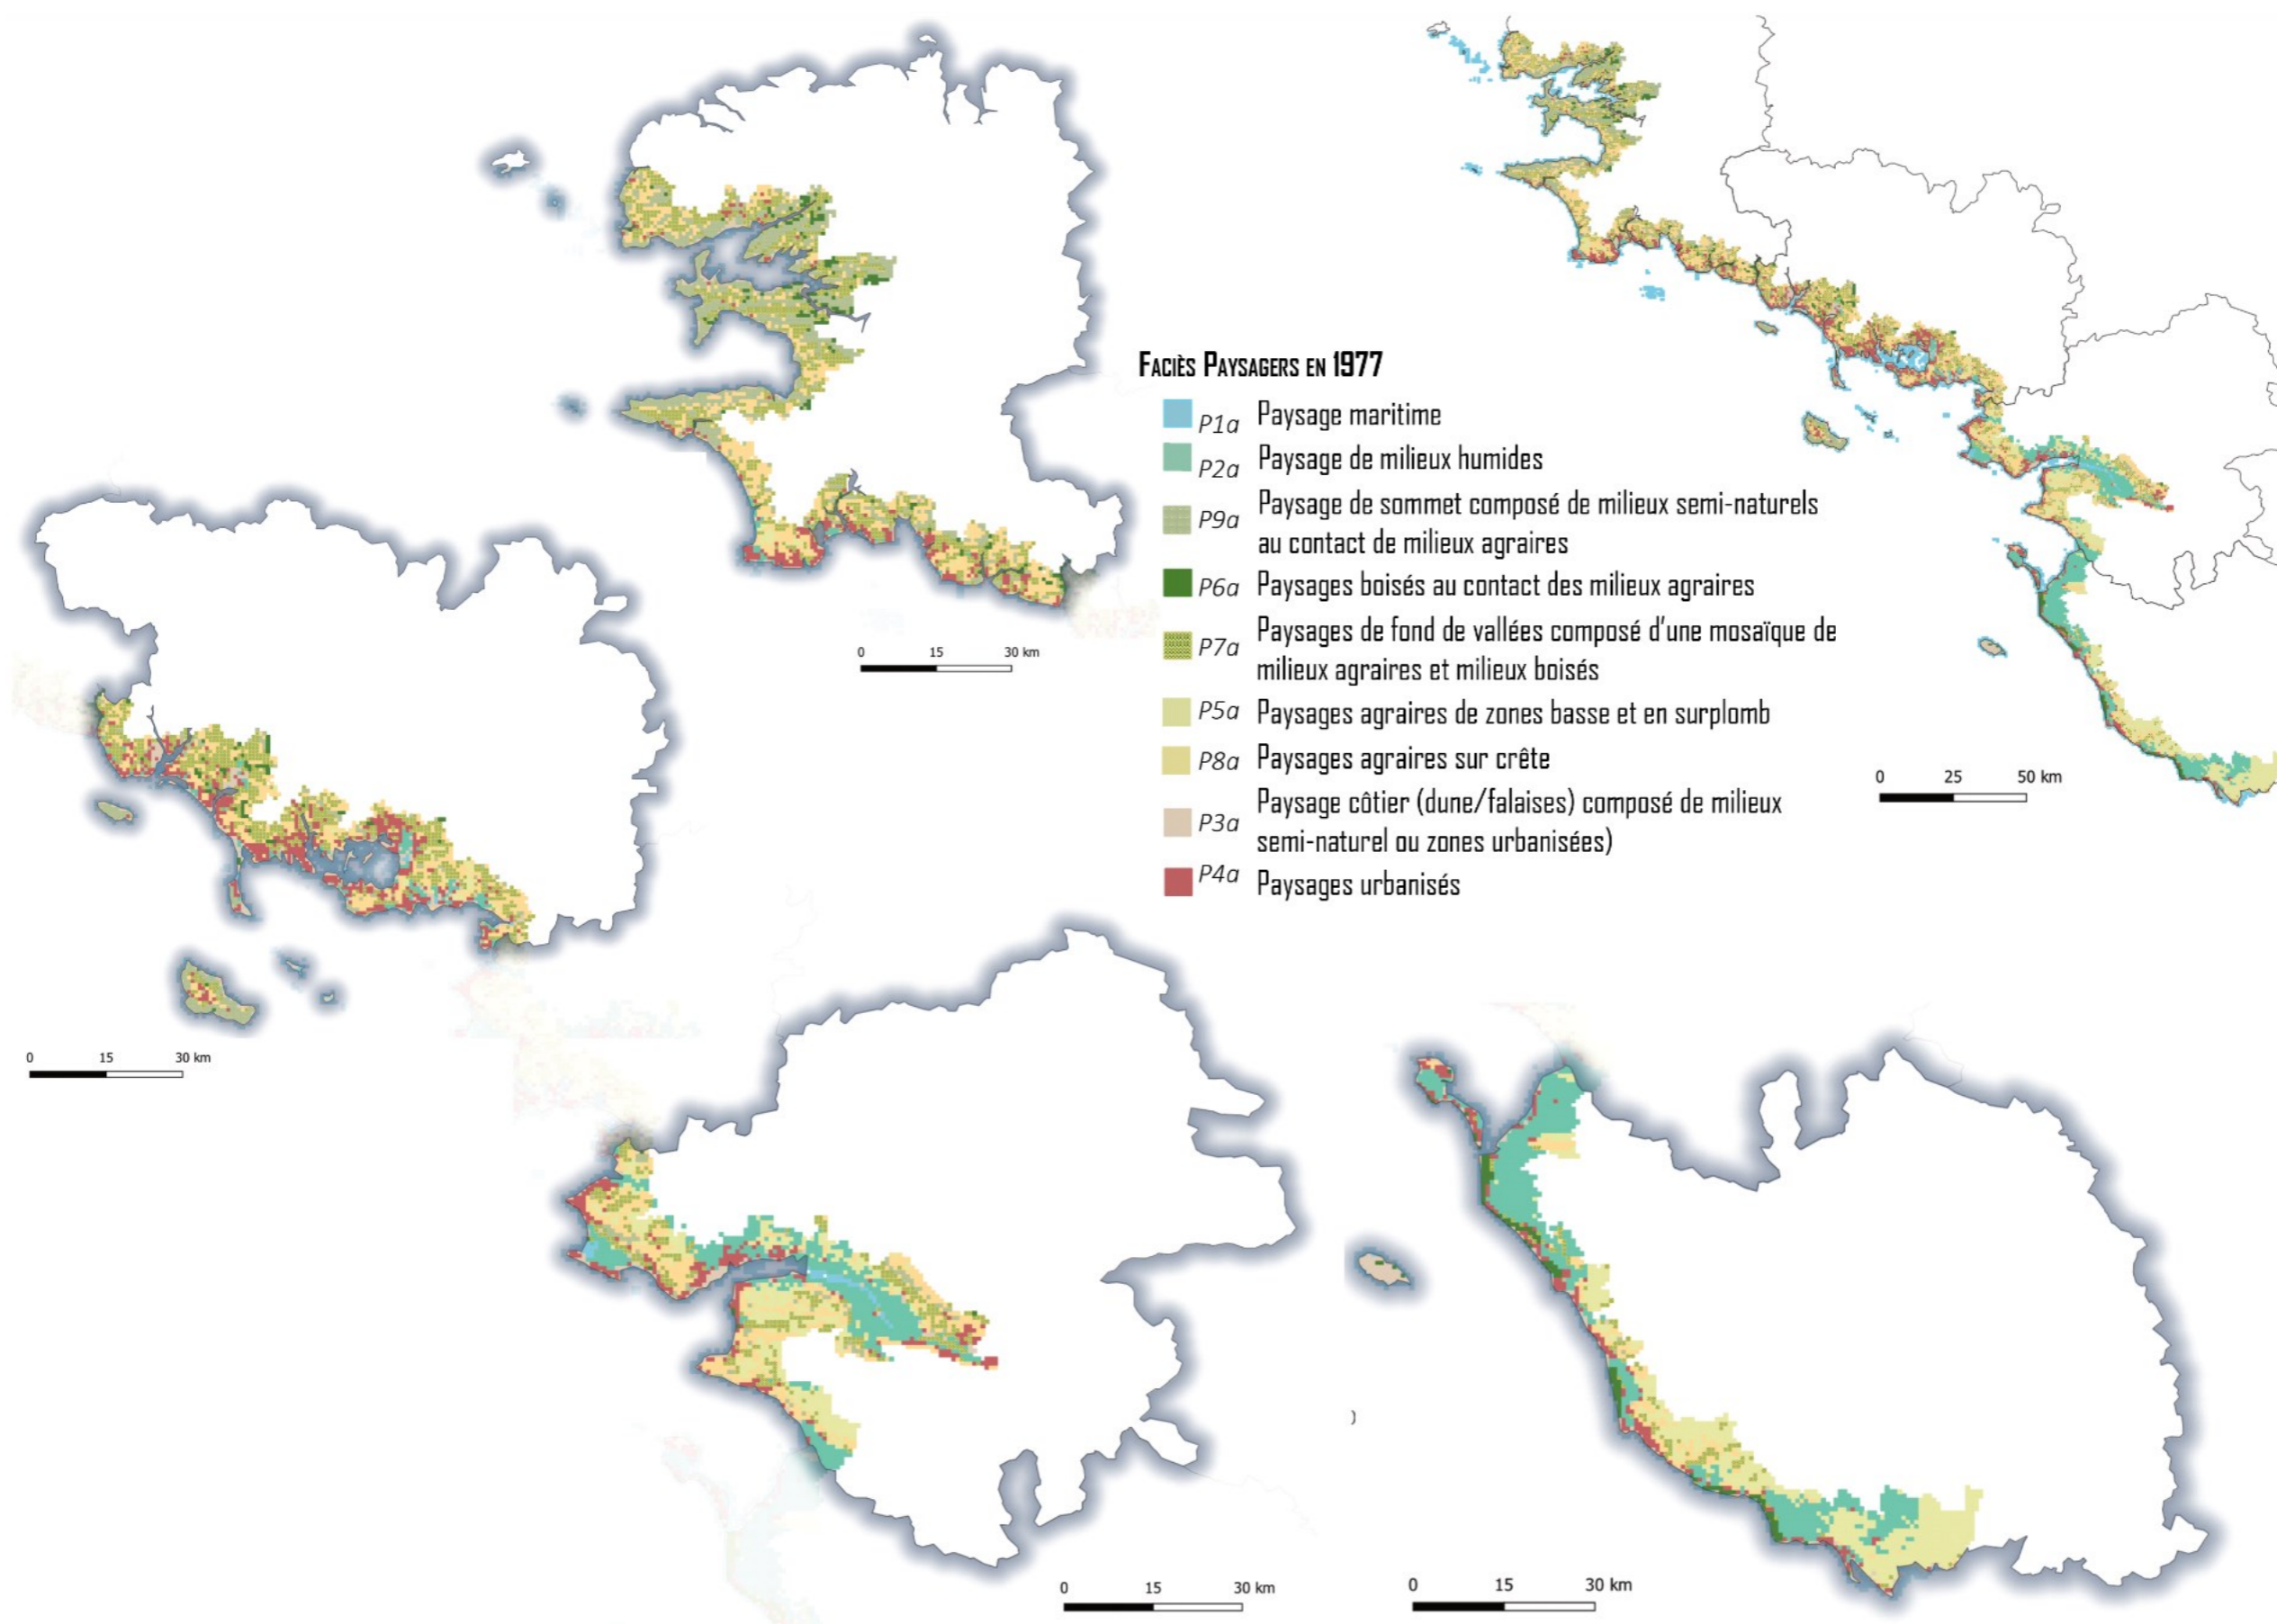 FACIÈS PAYSAGERS EN 1977
P1a Paysage maritime
P2a Paysage de milieux humides
P9a Paysage de sommet composé de milieux semi-naturels
au contact de milieux agraires
P6a Paysages boisés au contact des milieux agraires
P7a Paysages de fond de vallées composé d'une mosaïque de
milieux agraires et milieux boisés
P5a Paysages agraires de zones basse et en surplomb
P8a Paysages agraires sur crête
P3a Paysage côtier (dune/falaises) composé de milieux
semi-naturel ou zones urbanisées)
P4a Paysages urbanisés
0 15 30 km
0 25 50 km
0 15 30 km
)
0 15 30 km
0 15 30 km